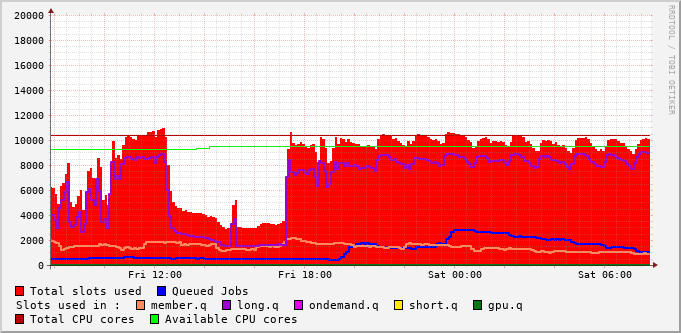 20000
18000
16000
14000
12000
10000
8000
6000
4000
2000
0
Fri 12:00 Fri 18:00 Sat 00:00 Sat 06:00
RRDTOOL / TOBI OETIKER
Total slots used Queued Jobs
Slots used in : member.q long.q ondemand.q short.q gpu.q
Total CPU cores Available CPU cores